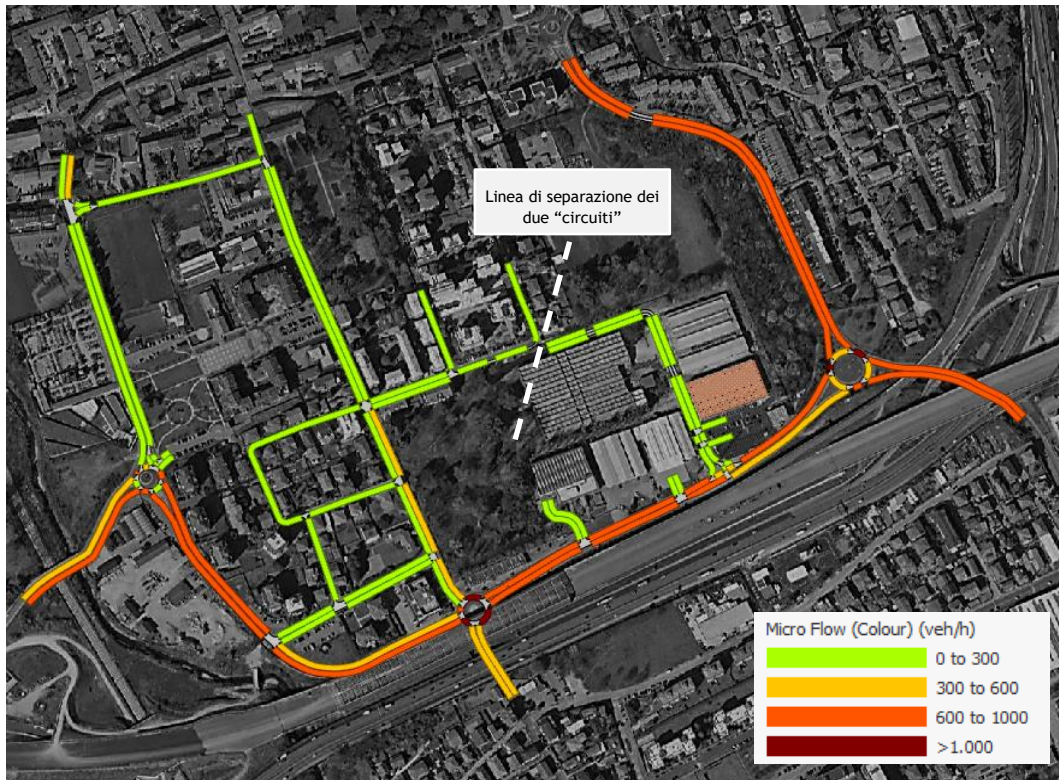 Linea di separazione dei
due “circuiti”
Micro Flow (Colour) (veh/h)
0 to 300
300 to 600
600 to 1000
>1.000